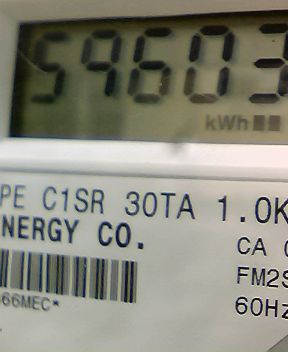 59603
kWh
PE C1SR 30TA 1.0K
NERGY CO.
CA
FM2S
66MEC*
60Hz